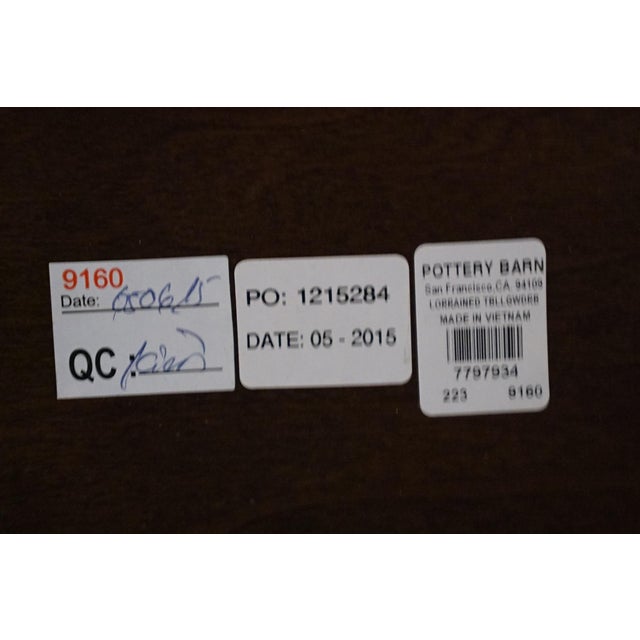 9160
Date:
QC:
PO: 1215284
DATE: 05 - 2015
POTTERY BARN
San Francisco, CA. 94109
MADE IN VIETNAM
7797934
223 9160